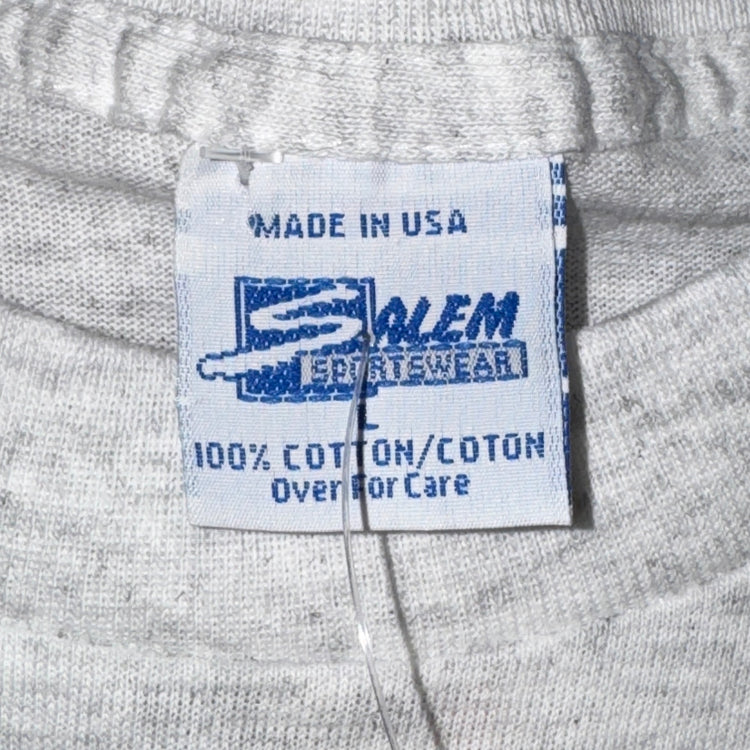 MADE IN USA
SALEM
SPORTSWEAR
L
100% COTTON/COTON
Over For Care